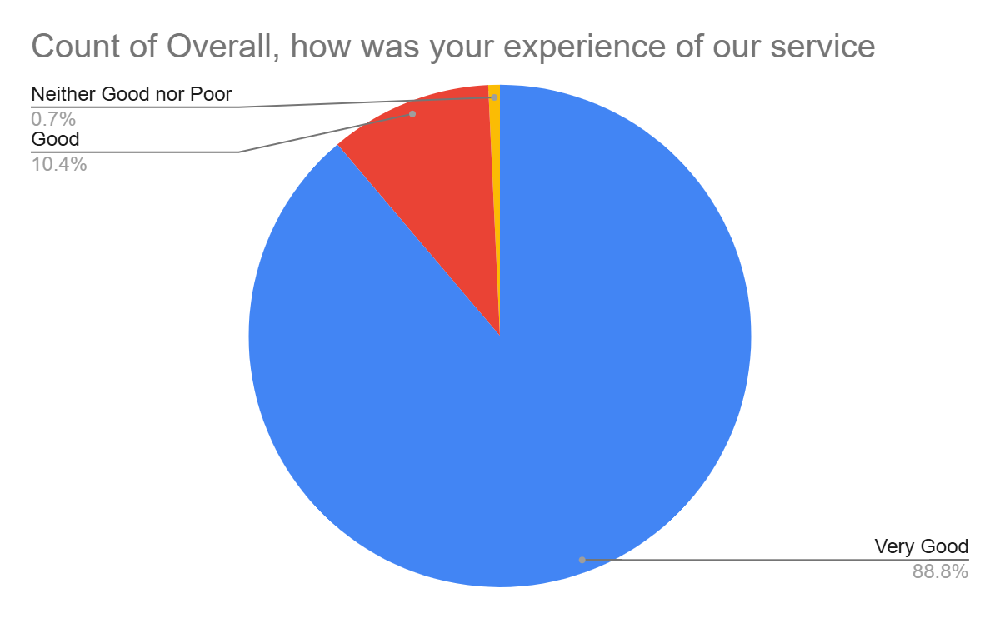 Count of Overall, how was your experience of our service
Neither Good nor Poor
0.7%
Good
10.4%
Very Good
88.8%